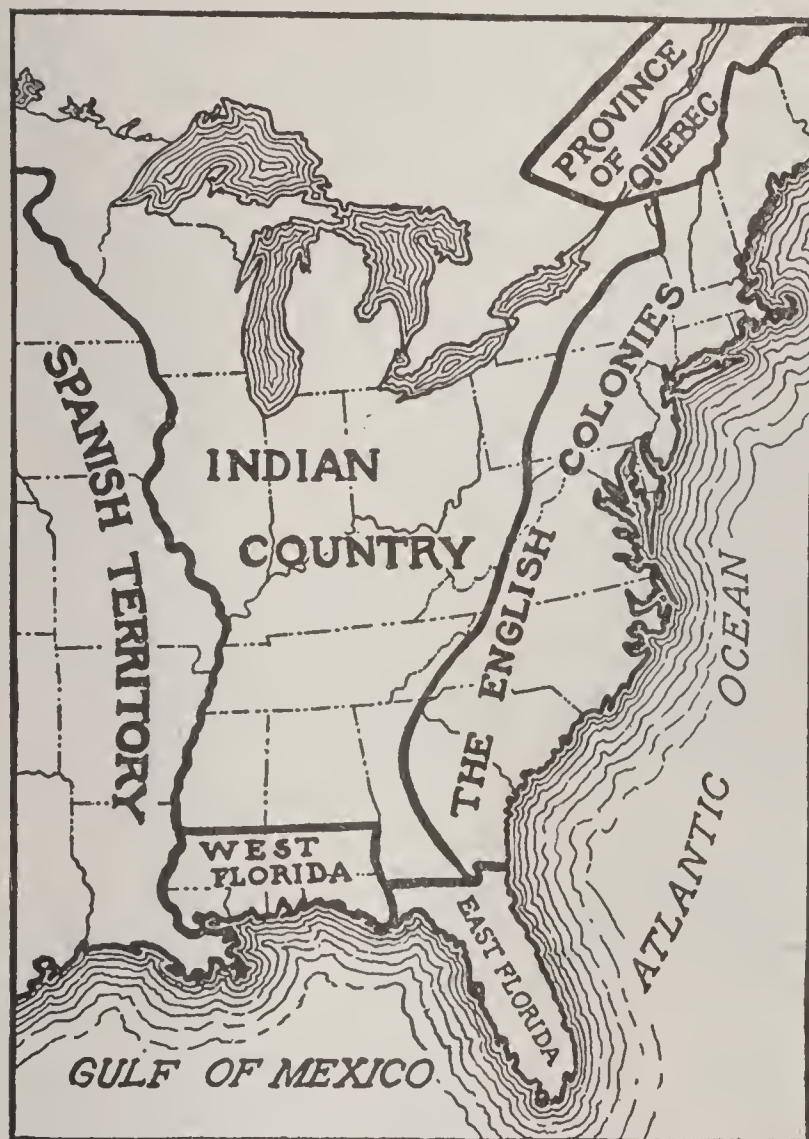 PROVINCE
OF QUEBEC
SPANISH TERRITORY
INDIAN
COUNTRY
THE ENGLISH COLONIES
WEST
FLORIDA
EAST FLORIDA
ATLANTIC OCEAN
GULF OF MEXICO